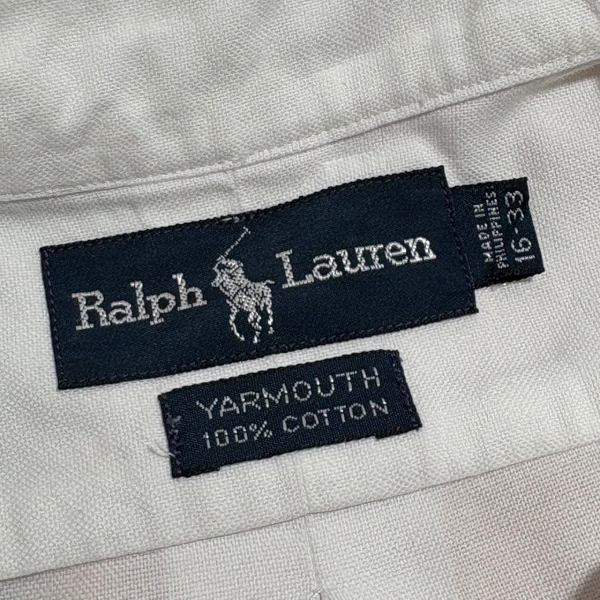 Ralph Lauren
MADE IN
PHILIPPINES
16-33
YARMOUTH
100% COTTON